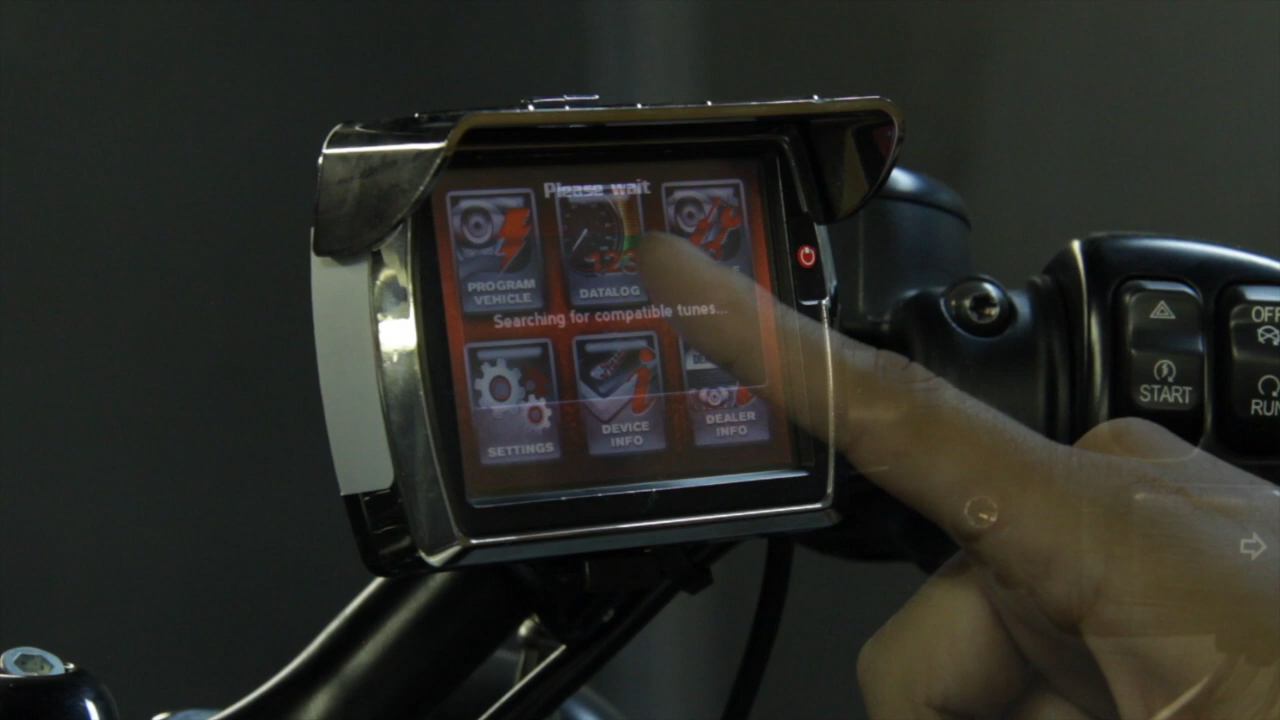 Please wait
PROGRAM
VEHICLE
DATALOG
Searching for compatible tunes...
SETTINGS
DEVICE
INFO
DEALER
INFO
START
OFF
RUN